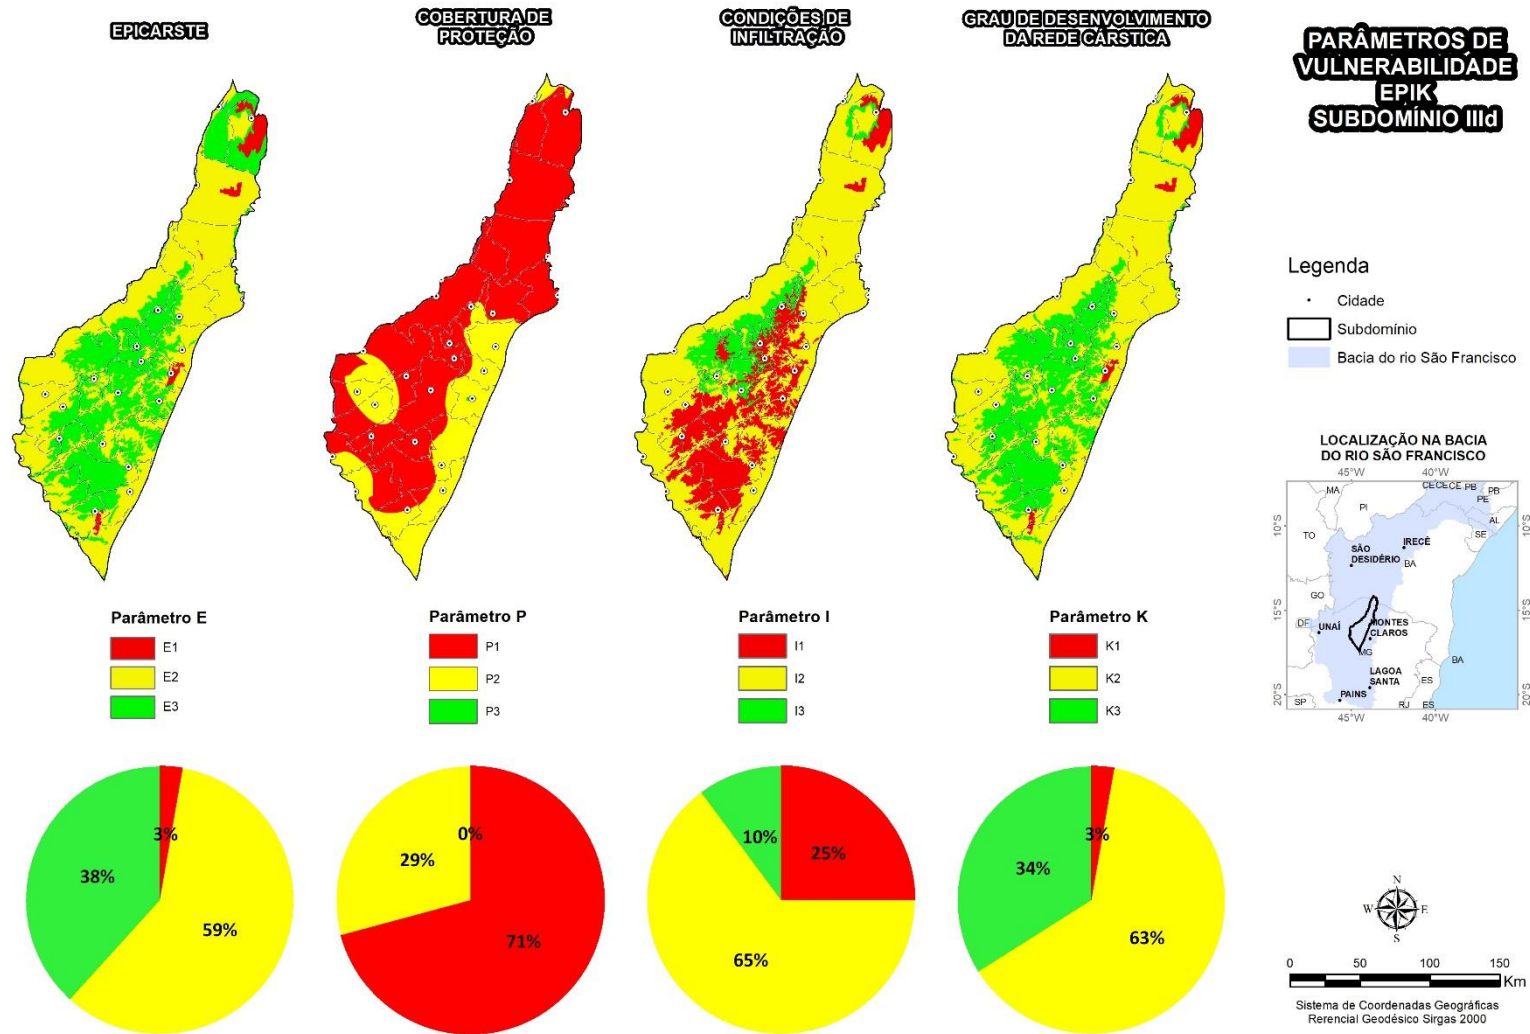 EPICARSTE
COBERTURA DE
PROTEÇÃO
CONDIÇÕES DE
INFILTRAÇÃO
GRAU DE DESENVOLVIMENTO
DA REDE CÁRSTICA
PARÂMETROS DE
VULNERABILIDADE
EPIK
SUBDOMÍNIO IIId
Legenda
Cidade
Subdomínio
Bacia do rio São Francisco
LOCALIZAÇÃO NA BACIA
DO RIO SÃO FRANCISCO
45°W 40°W
MA
CECECE PB
PB
PI
PE
AL
10°S
10°S
TO
SE
IRECÊ
SÃO
DESIDÉRIO
BA
GO
15°S
15°S
DF
UNAÍ
MONTES
CLAROS
MG
BA
LAGOA
SANTA
ES
PAINS
20°S
20°S
SP
RJ
ES
45°W 40°W
Parâmetro E
E1
E2
E3
Parâmetro P
P1
P2
P3
Parâmetro I
I1
I2
I3
Parâmetro K
K1
K2
K3
3%
38%
59%
0%
29%
71%
10%
25%
65%
3%
34%
63%
N
W
E
S
0 50 100 150
Km
Sistema de Coordenadas Geográficas
Rerencial Geodésico Sirgas 2000